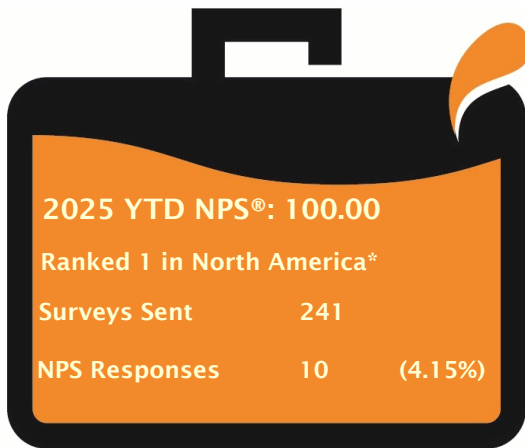 2025 YTD NPS®: 100.00
Ranked 1 in North America*
Surveys Sent 241
NPS Responses 10 (4.15%)